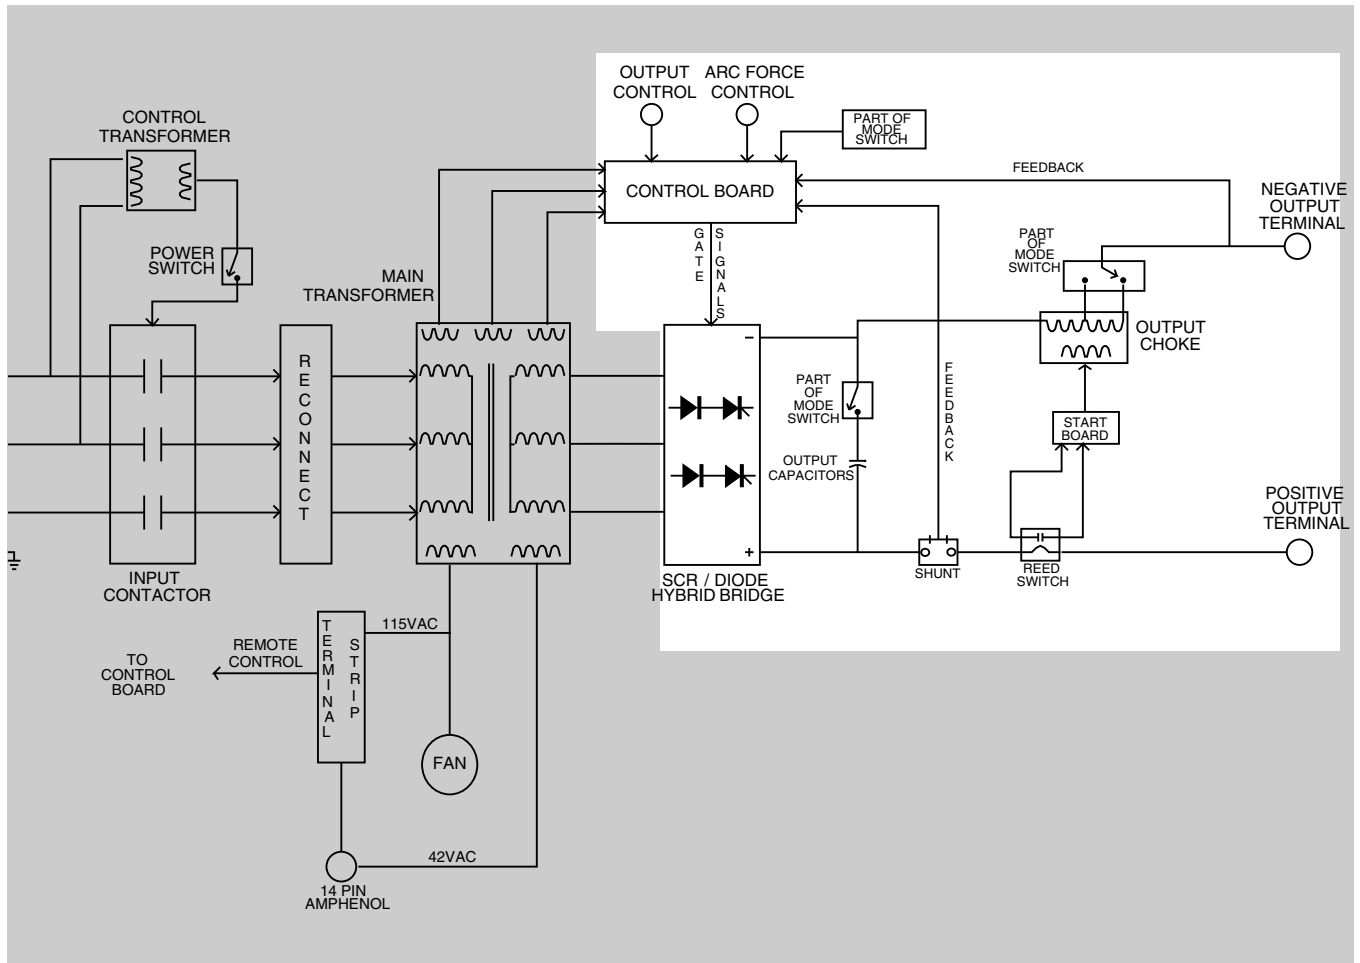 OUTPUT
CONTROL
ARC FORCE
CONTROL
PART OF
MODE
SWITCH
CONTROL
TRANSFORMER
CONTROL BOARD
FEEDBACK
NEGATIVE
OUTPUT
TERMINAL
POWER
SWITCH
MAIN
TRANSFORMER
GATE
SIGNALS
PART
OF
MODE
SWITCH
OUTPUT
CHOKE
RECONNECT
−
PART
OF
MODE
SWITCH
FEEDBACK
START
BOARD
OUTPUT
CAPACITORS
POSITIVE
OUTPUT
TERMINAL
+
INPUT
CONTACTOR
SCR / DIODE
HYBRID BRIDGE
SHUNT
REED
SWITCH
115VAC
TERMINAL
STRIP
REMOTE
CONTROL
TO
CONTROL
BOARD
FAN
42VAC
14 PIN
AMPHENOL